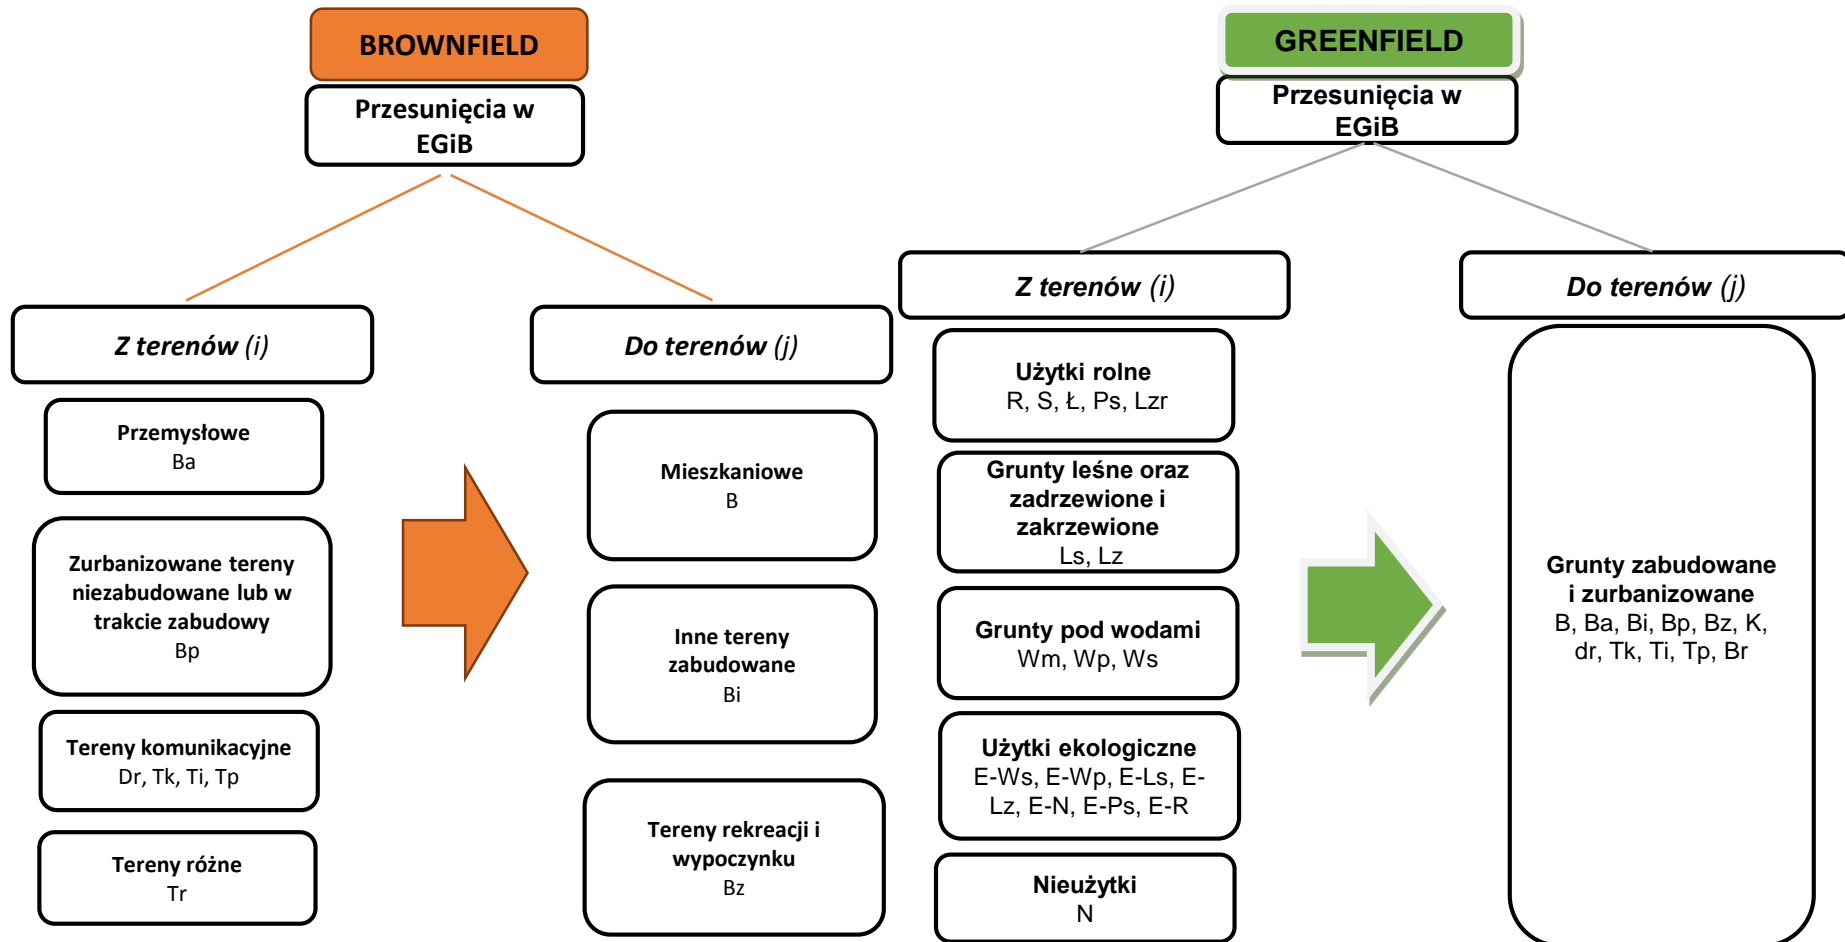 BROWNFIELD
Przesunięcia w
EGiB
Z terenów (i)
Przemysłowe
Ba
Zurbanizowane tereny
niezabudowane lub w
trakcie zabudowy
Bp
Tereny komunikacyjne
Dr, Tk, Ti, Tp
Tereny różne
Tr
Do terenów (j)
Mieszkaniowe
B
Inne tereny
zabudowane
Bi
Tereny rekreacji i
wypoczynku
Bz
GREENFIELD
Przesunięcia w
EGiB
Z terenów (i)
Użytki rolne
R, S, Ł, Ps, Lzr
Grunty leśne oraz
zadrzewione i
zakrzewione
Ls, Lz
Grunty pod wodami
Wm, Wp, Ws
Użytki ekologiczne
E-Ws, E-Wp, E-Ls, E-
Lz, E-N, E-Ps, E-R
Nieużytki
N
Do terenów (j)
Grunty zabudowane
i zurbanizowane
B, Ba, Bi, Bp, Bz, K,
dr, Tk, Ti, Tp, Br